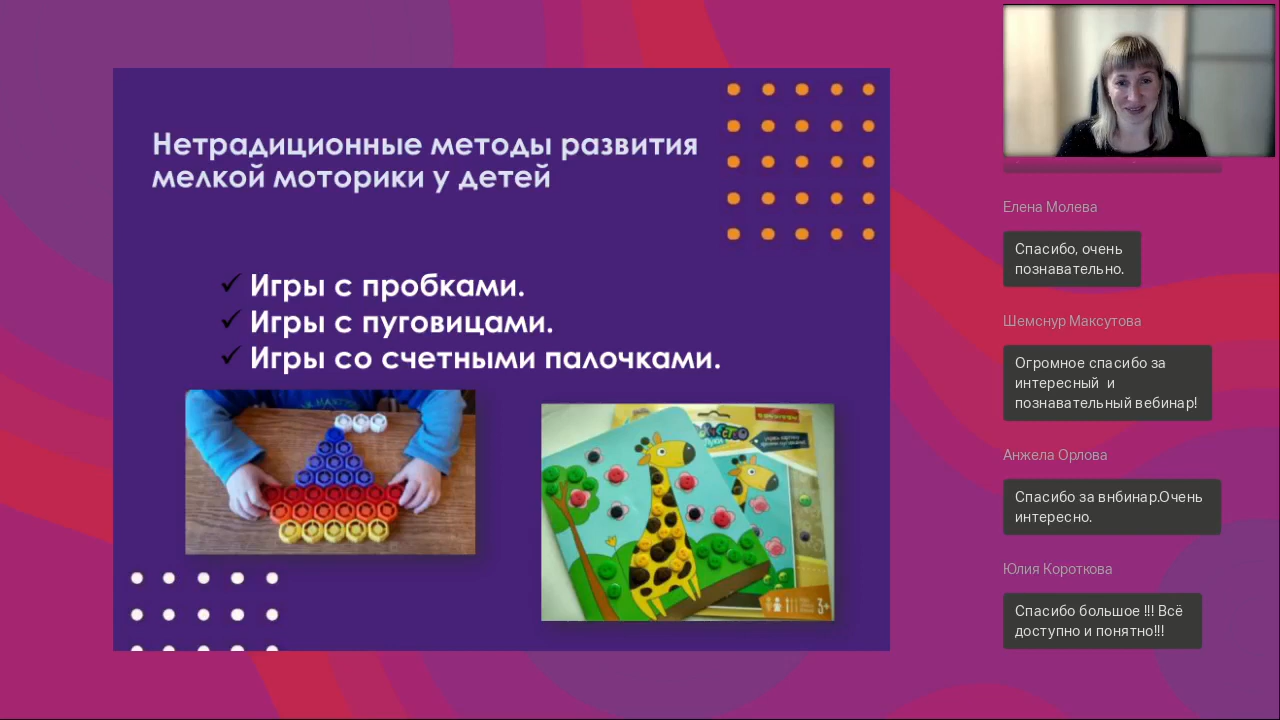 Нетрадиционные методы развития
мелкой моторики у детей
✓ Игры с пробками.
✓ Игры с пуговицами.
✓ Игры со счетными палочками.
3+
Елена Молева
Спасибо, очень
познавательно.
Шемснур Максутова
Огромное спасибо за
интересный и
познавательный вебинар!
Анжела Орлова
Спасибо за внбинар.Очень
интересно.
Юлия Короткова
Спасибо большое !!! Всё
доступно и понятно!!!